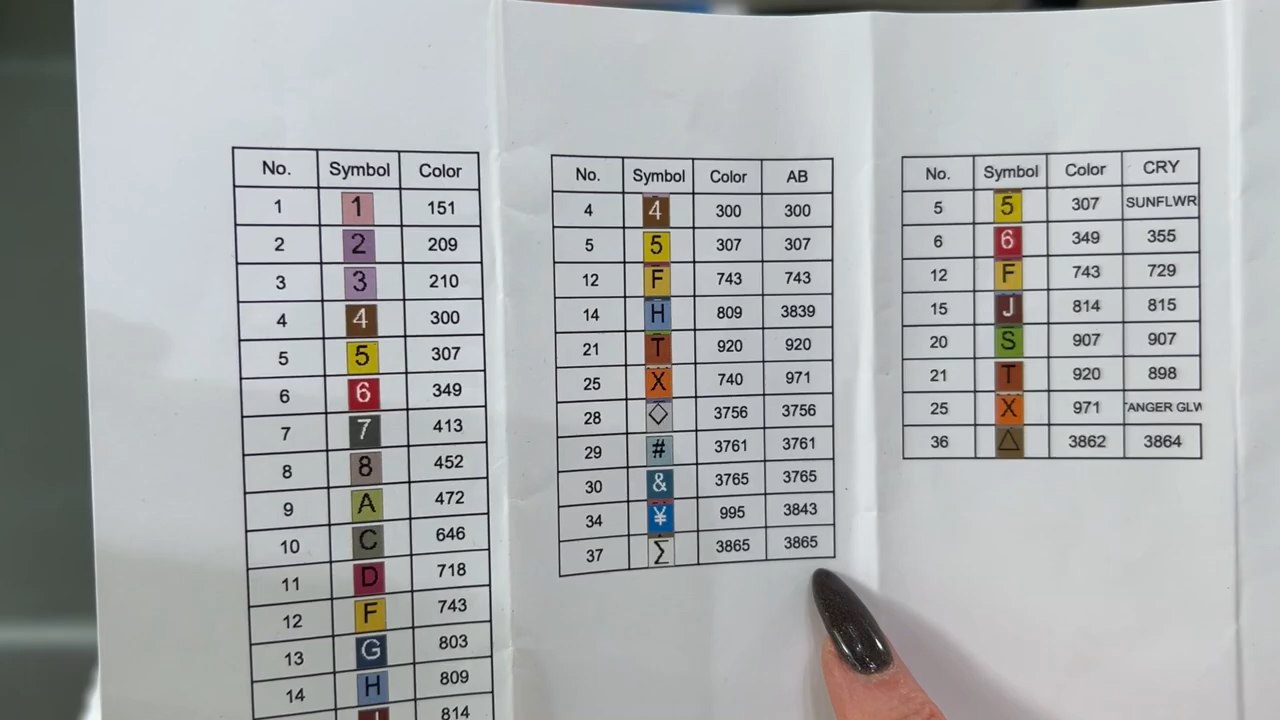 No. Symbol Color
1 1 151
2 2 209
3 3 210
4 4 300
5 5 307
6 6 349
7 7 413
8 8 452
9 A 472
10 C 646
11 D 718
12 F 743
13 G 803
14 H 809
814
No. Symbol Color AB
4 4 300 300
5 5 307 307
12 F 743 743
14 H 809 3839
21 T 920 920
25 X 740 971
28 ◇ 3756 3756
29 # 3761 3761
30 & 3765 3765
34 ¥ 995 3843
37 ∑ 3865 3865
No. Symbol Color CRY
5 5 307 SUNFLWR
6 6 349 355
12 F 743 729
15 J 814 815
20 S 907 907
21 T 920 898
25 X 971 TANGER GLW
36 △ 3862 3864